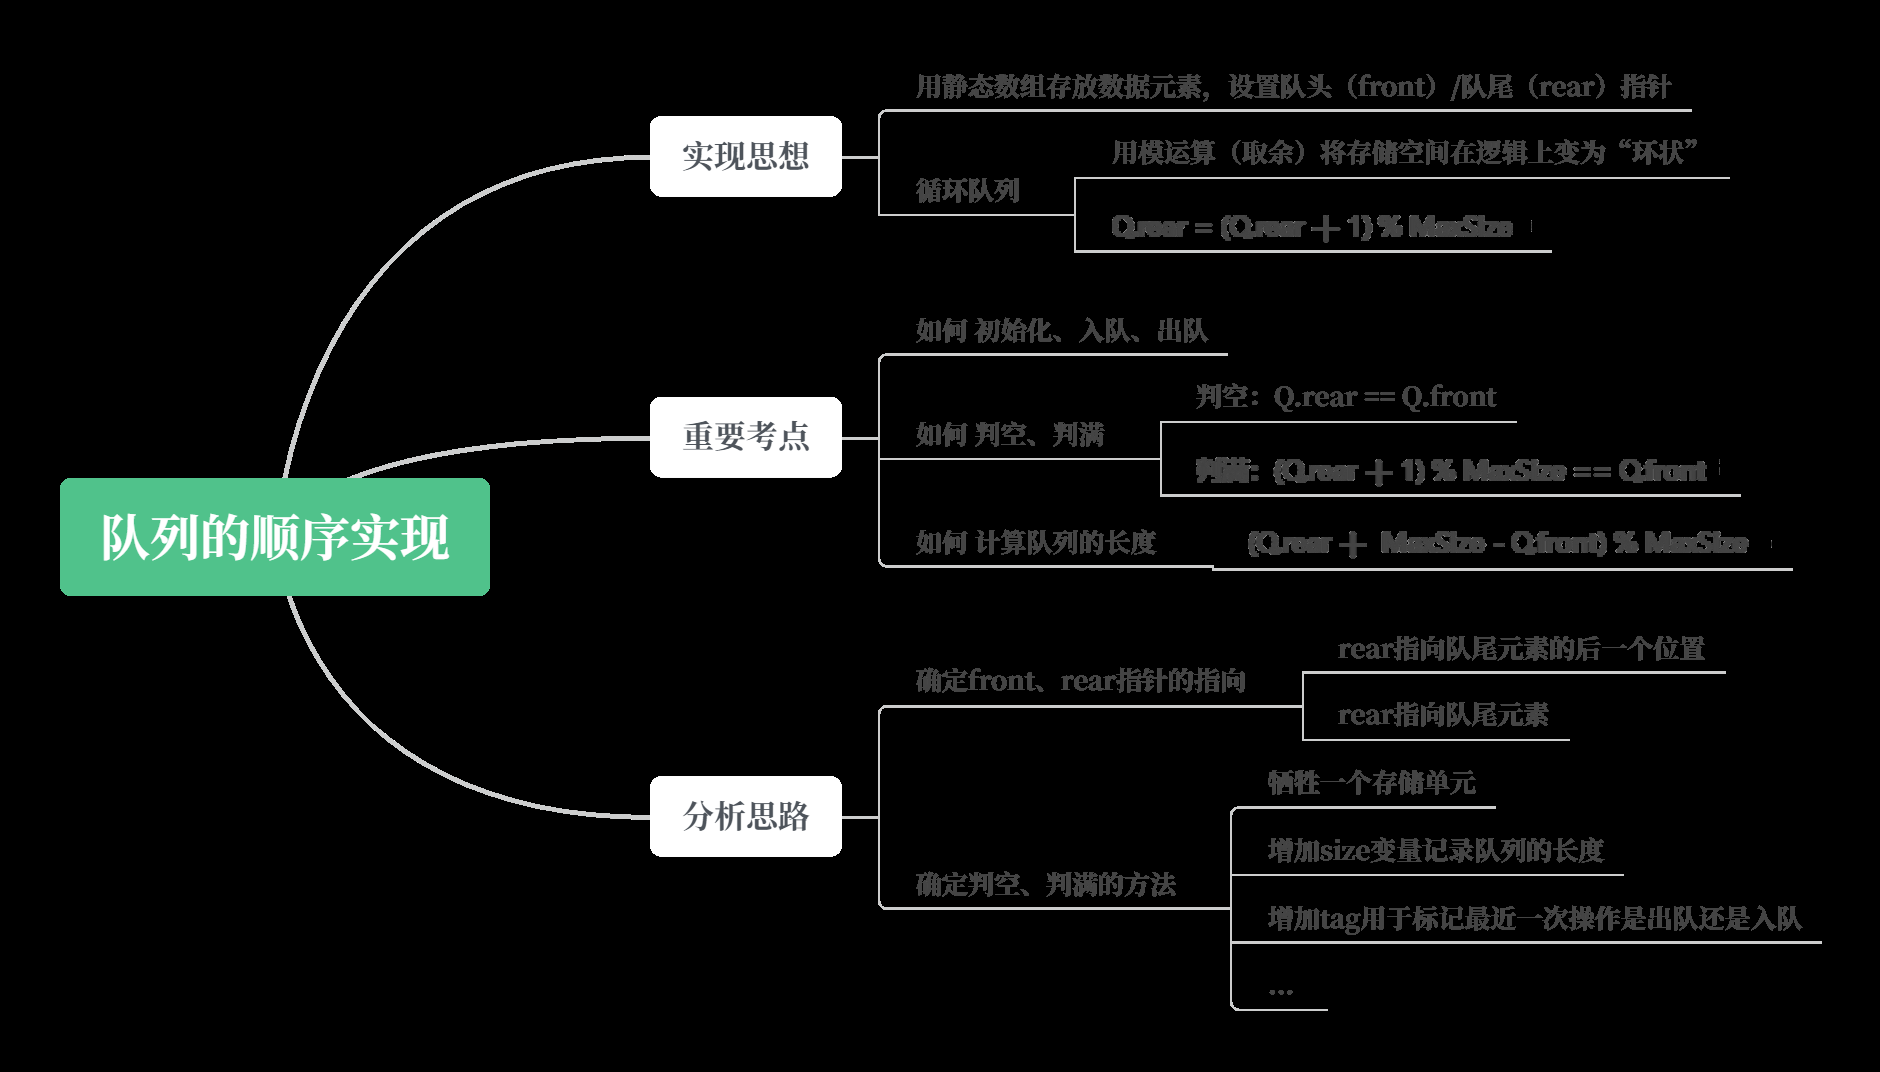 队列的顺序实现
实现思想
用静态数组存放数据元素，设置队头（front）/队尾（rear）指针
循环队列
用模运算（取余）将存储空间在逻辑上变为“环状”
Q.rear = (Q.rear + 1) % MaxSize
重要考点
如何 初始化、入队、出队
如何 判空、判满
判空：Q.rear == Q.front
判满：(Q.rear + 1) % MaxSize == Q.front
如何 计算队列的长度
(Q.rear + MaxSize - Q.front) % MaxSize
分析思路
确定front、rear指针的指向
rear指向队尾元素的后一个位置
rear指向队尾元素
确定判空、判满的方法
牺牲一个存储单元
增加size变量记录队列的长度
增加tag用于标记最近一次操作是出队还是入队
...